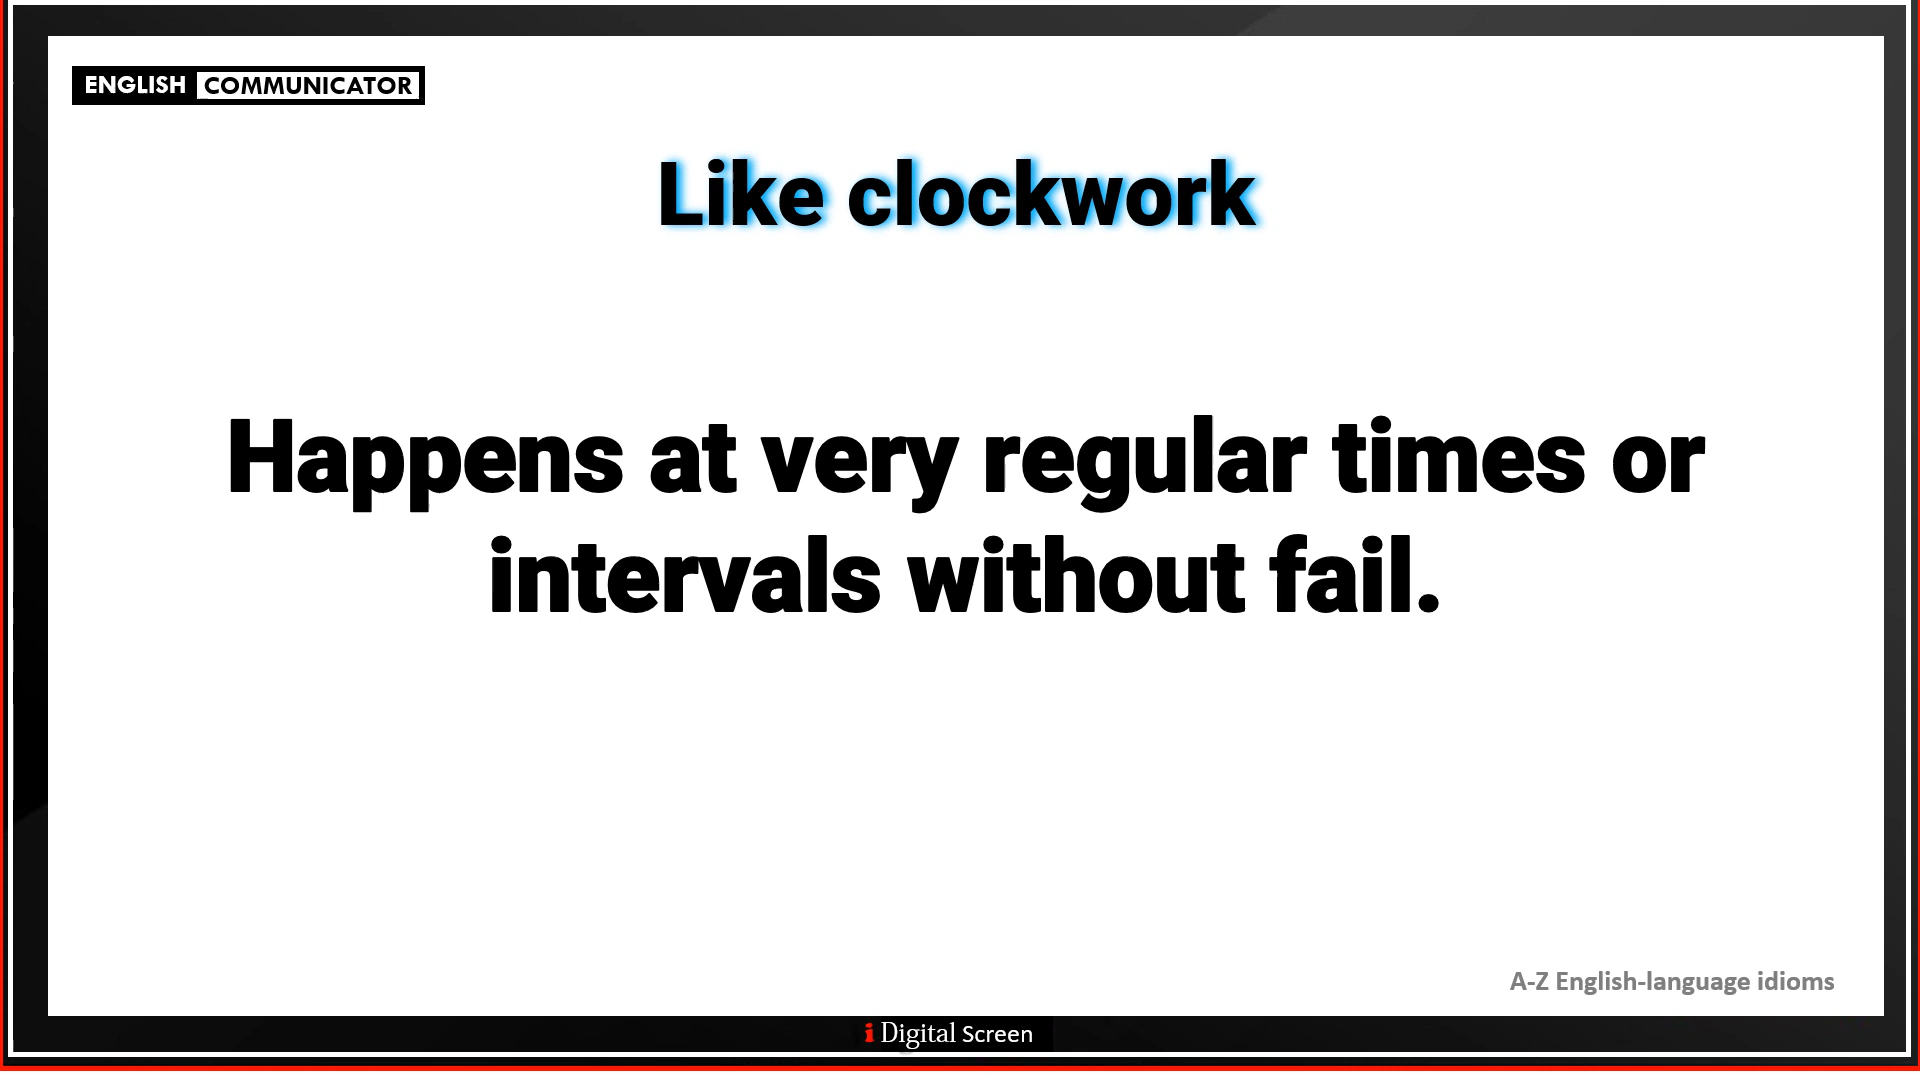 ENGLISH COMMUNICATOR
Like clockwork
Happens at very regular times or
intervals without fail.
A-Z English-language idioms
i Digital Screen